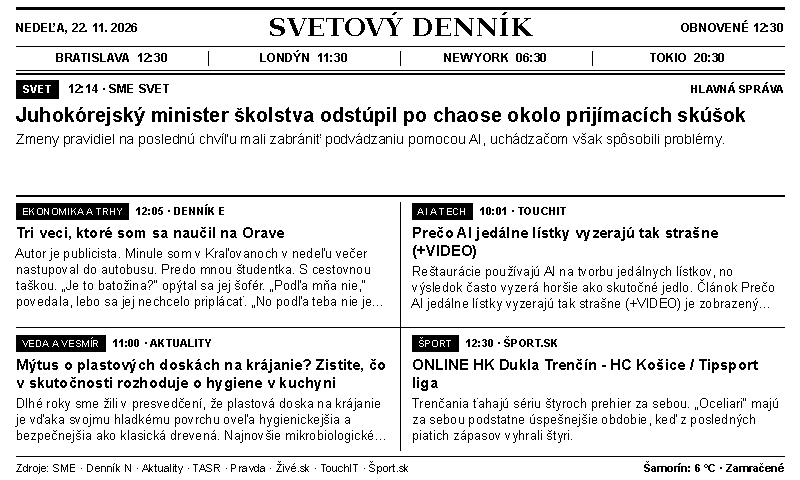 NEDEĽA, 22. 11. 2026
SVETOVÝ DENNÍK
OBNOVENÉ 12:30
BRATISLAVA 12:30
LONDÝN 11:30
NEW YORK 06:30
TOKIO 20:30
SVET 12:14 · SME SVET
HLAVNÁ SPRÁVA
Juhokórejský minister školstva odstúpil po chaose okolo prijímacích skúšok
Zmeny pravidiel na poslednú chvíľu mali zabrániť podvádzaniu pomocou AI, uchádzačom však spôsobili problémy.
EKONOMIKA A TRHY 12:05 · DENNÍK E
Tri veci, ktoré som sa naučil na Orave
Autor je publicista. Minule som v Kraľovanoch v nedeľu večer
nastupoval do autobusu. Predo mnou študentka. S cestovnou
taškou. „Je to batožina?" opýtal sa jej šofér. „Podľa mňa nie,"
povedala, lebo sa jej nechcelo priplácať. „No podľa teba nie je...
AI A TECH 10:01 · TOUCHIT
Prečo AI jedálne lístky vyzerajú tak strašne
(+VIDEO)
Reštaurácie používajú AI na tvorbu jedálnych lístkov, no
výsledok často vyzerá horšie ako skutočné jedlo. Článok Prečo
AI jedálne lístky vyzerajú tak strašne (+VIDEO) je zobrazený...
VEDA A VESMÍR 11:00 · AKTUALITY
Mýtus o plastových doskách na krájanie? Zistite, čo
v skutočnosti rozhoduje o hygiene v kuchyni
Dlhé roky sme žili v presvedčení, že plastová doska na krájanie
je vďaka svojmu hladkému povrchu oveľa hygienickejšia a
bezpečnejšia ako klasická drevená. Najnovšie mikrobiologické...
ŠPORT 12:30 · ŠPORT.SK
ONLINE HK Dukla Trenčín - HC Košice / Tipsport
liga
Trenčania ťahajú sériu štyroch prehier za sebou. „Oceliari" majú
za sebou podstatne úspešnejšie obdobie, keď z posledných
piatich zápasov vyhrali štyri.
Zdroje: SME · Denník N · Aktuality · TASR · Pravda · Živé.sk · TouchIT · Šport.sk
Šamorín: 6 °C · Zamračené